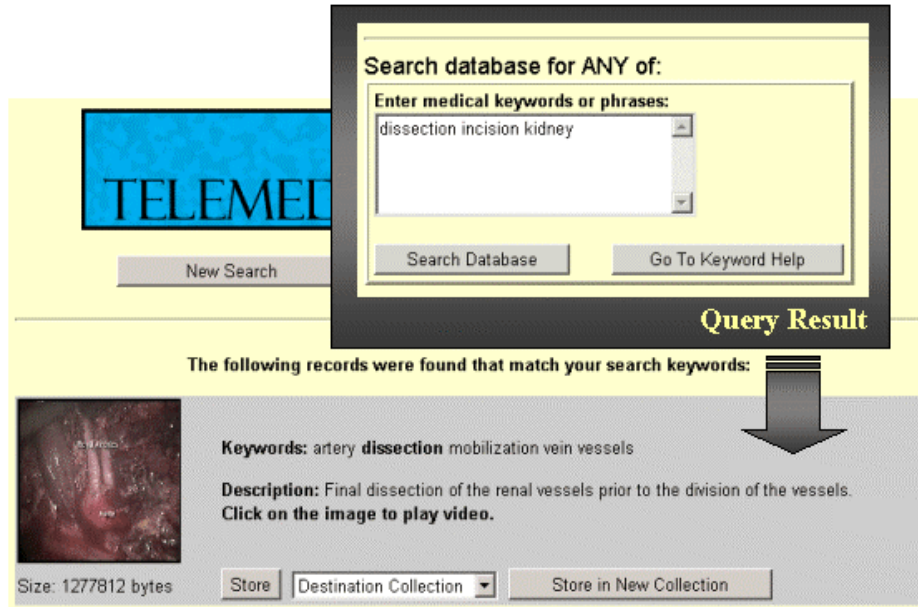 Search database for ANY of:
Enter medical keywords or phrases:
dissection incision kidney
Search Database Go To Keyword Help
Query Result
TELEMED
New Search
The following records were found that match your search keywords:
Keywords: artery dissection mobilization vein vessels
Description: Final dissection of the renal vessels prior to the division of the vessels.
Click on the image to play video.
Size: 1277812 bytes Store Destination Collection Store in New Collection